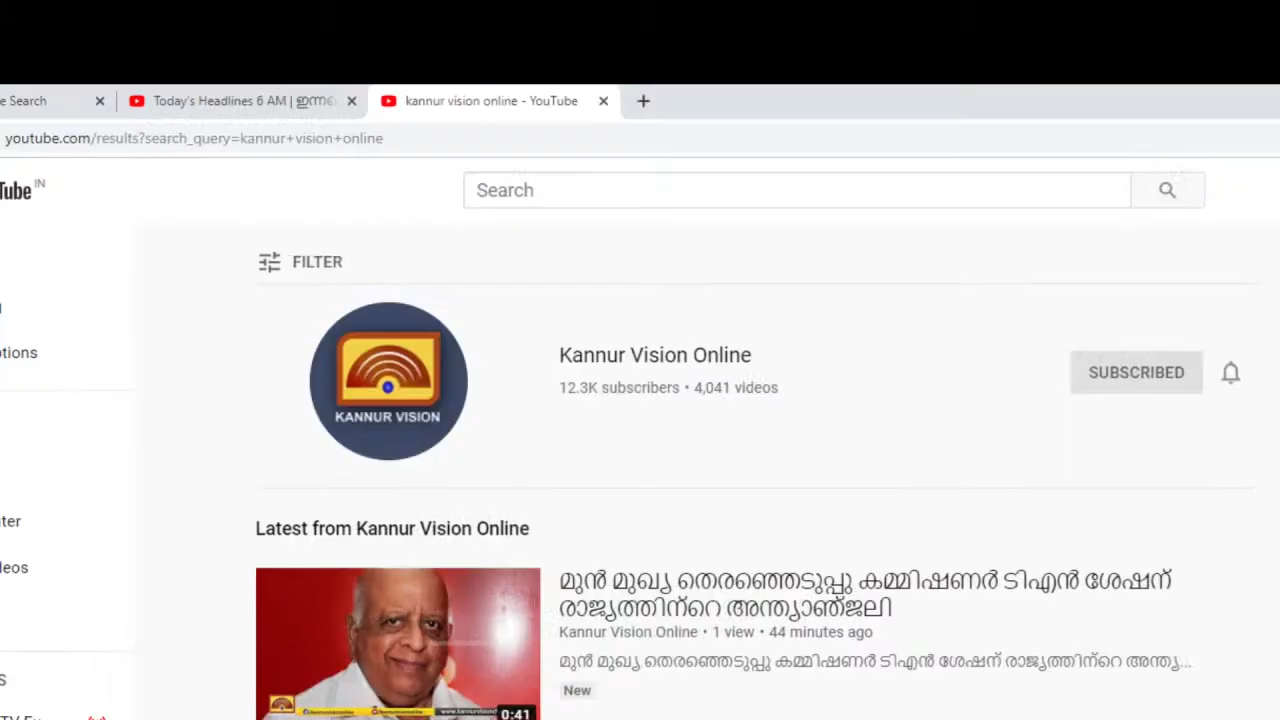 e Search
Today's Headlines 6 AM | ഇന്നത്
kannur vision online - YouTube
youtube.com/results?search_query=kannur+vision+online
Tube IN
Search
FILTER
ptions
KANNUR VISION
Kannur Vision Online
12.3K subscribers • 4,041 videos
SUBSCRIBED
Latest from Kannur Vision Online
മുൻ മുഖ്യ തെരഞ്ഞെടുപ്പു കമ്മിഷണർ ടിഎൻ ശേഷന്
രാജ്യത്തിന്റെ അന്ത്യാഞ്ജലി
Kannur Vision Online • 1 view • 44 minutes ago
മുൻ മുഖ്യ തെരഞ്ഞെടുപ്പു കമ്മിഷണർ ടിഎൻ ശേഷന് രാജ്യത്തിന്റെ അന്ത്യ...
New
0:41